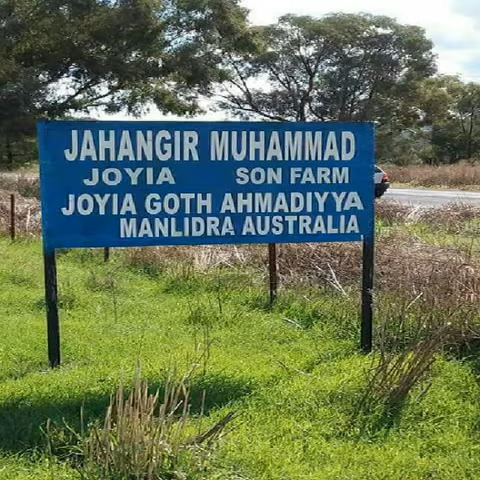 JAHANGIR MUHAMMAD
JOYIA SON FARM
JOYIA GOTH AHMADIYYA
MANLIDRA AUSTRALIA